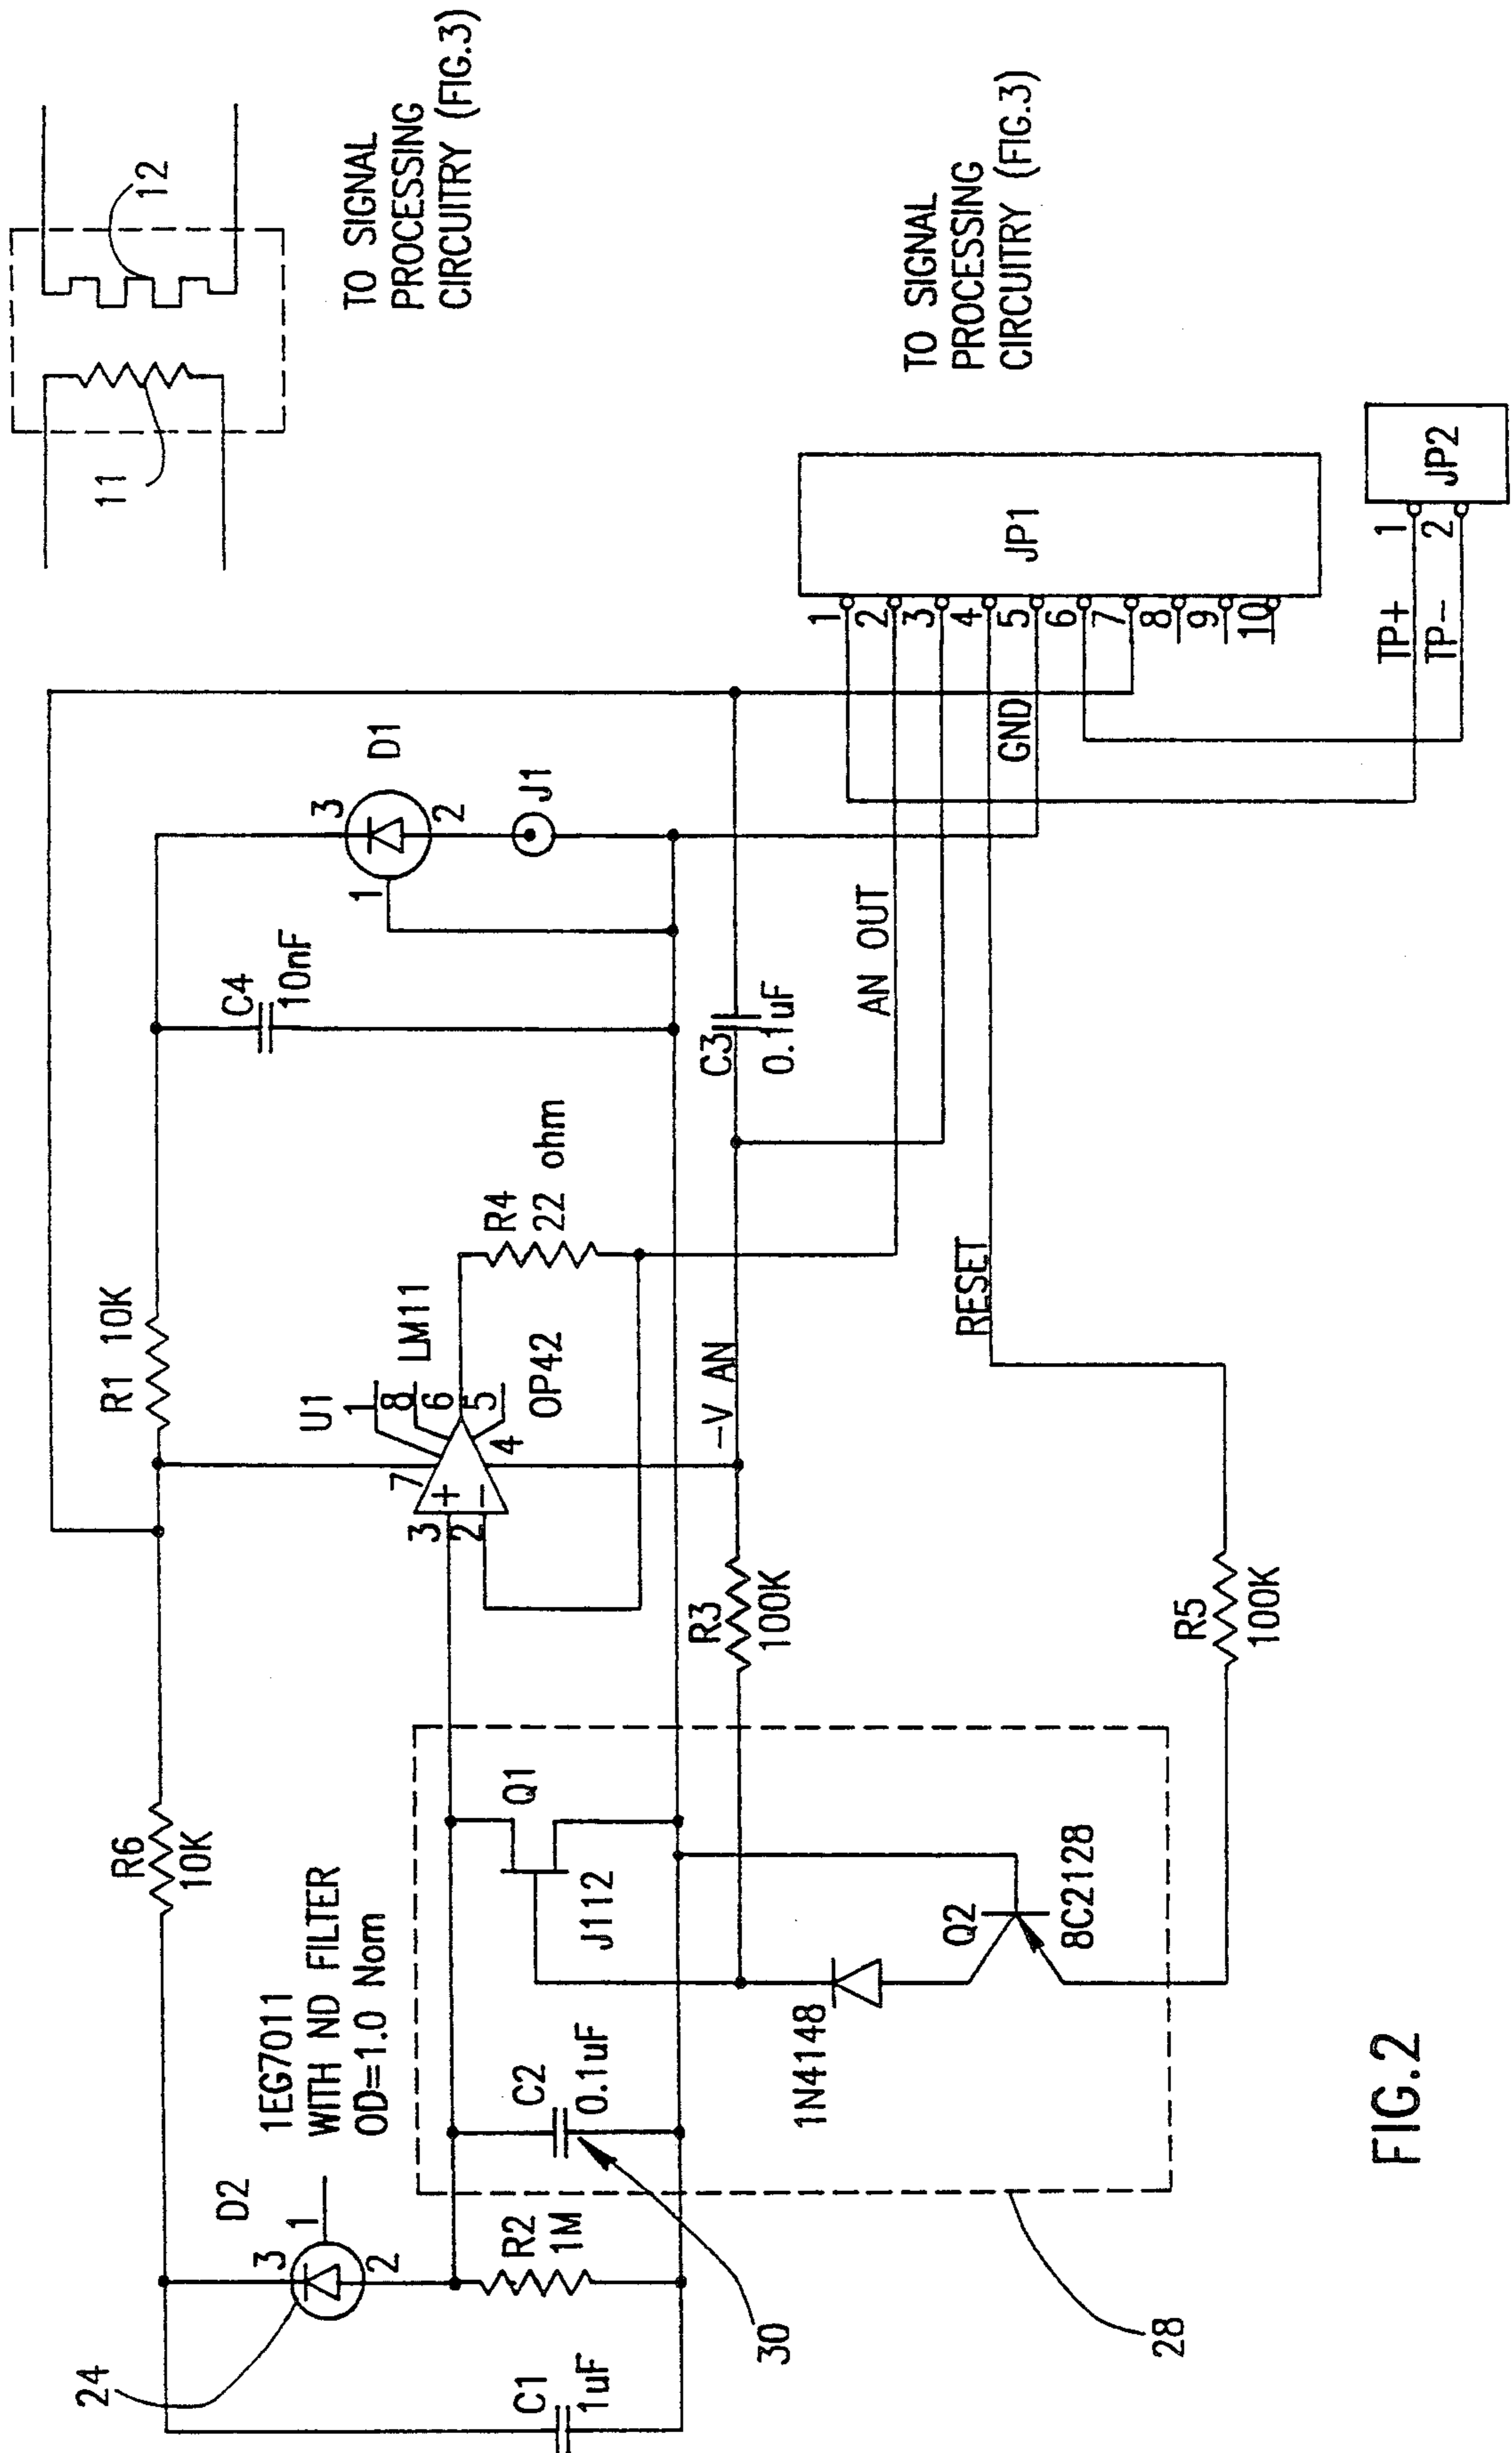 11
12
TO SIGNAL
PROCESSING
CIRCUITRY (FIG.3)
24
D2
3
1
2
1EG7011
WITH ND FILTER
OD=1.0 Nom
R6
10K
R1 10K
C4
10nF
3
D1
1
2
J1
C1
1uF
R2
1M
C2
0.1uF
30
Q1
J112
3
2
+
−
7
4
U1
1
8
6
5
LM11
OP42
R4
22 ohm
R3
100K
-V AN
C3
0.1uF
AN OUT
1N4148
Q2
8C2128
28
R5
100K
RESET
GND
1
2
3
4
5
6
7
8
9
10
JP1
TO SIGNAL
PROCESSING
CIRCUITRY (FIG.3)
TP+
TP−
1
2
JP2
FIG.2